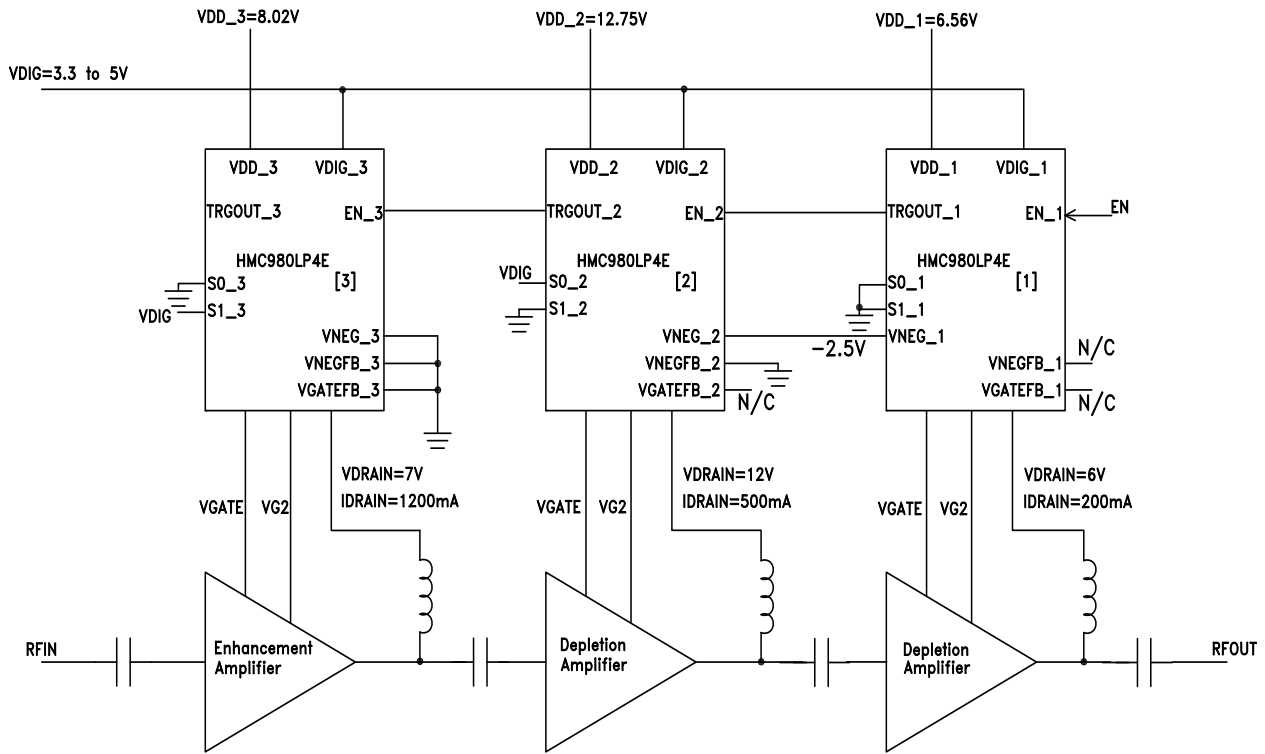 VDD_3=8.02V
VDD_2=12.75V
VDD_1=6.56V
VDIG=3.3 to 5V
VDD_3
VDIG_3
TRGOUT_3
EN_3
HMC980LP4E
[3]
S0_3
VDIG
S1_3
VNEG_3
VNEGFB_3
VGATEFB_3
VDD_2
VDIG_2
TRGOUT_2
EN_2
HMC980LP4E
[2]
VDIG
S0_2
S1_2
VNEG_2
VNEGFB_2
VGATEFB_2
N/C
-2.5V
VDD_1
VDIG_1
TRGOUT_1
EN_1
EN
HMC980LP4E
[1]
S0_1
S1_1
VNEG_1
VNEGFB_1
N/C
VGATEFB_1
N/C
VGATE
VG2
VDRAIN=7V
IDRAIN=1200mA
VGATE
VG2
VDRAIN=12V
IDRAIN=500mA
VGATE
VG2
VDRAIN=6V
IDRAIN=200mA
RFIN
Enhancement
Amplifier
Depletion
Amplifier
Depletion
Amplifier
RFOUT